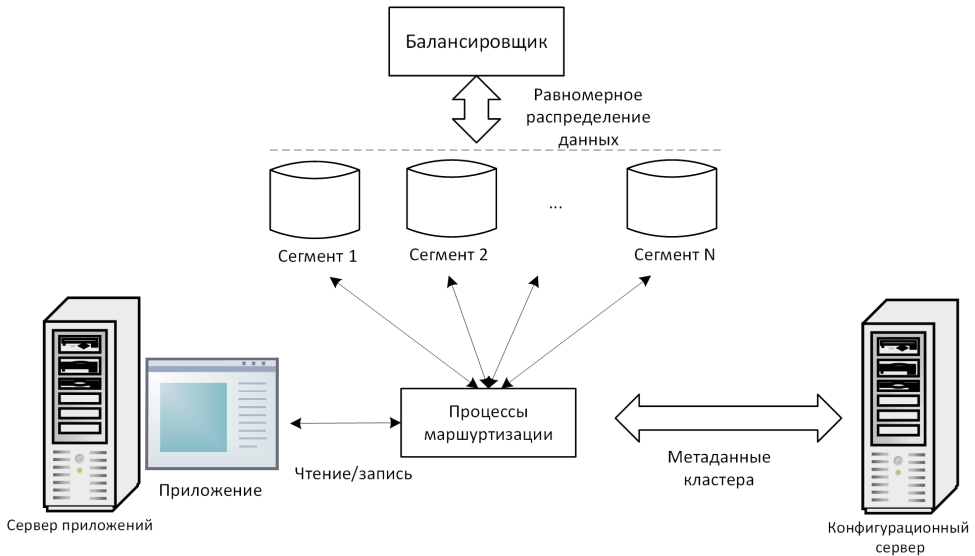 Балансировщик
Равномерное
распределение
данных
...
Сегмент 1
Сегмент 2
Сегмент N
Процессы
маршуртизации
Чтение/запись
Приложение
Сервер приложений
Метаданные
кластера
Конфигурационный
сервер